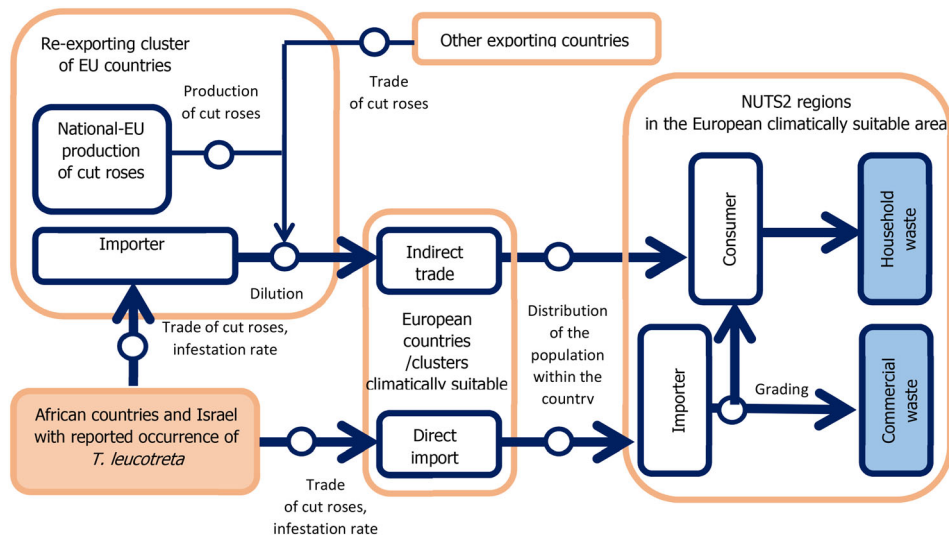 Re-exporting cluster
of EU countries
Other exporting countries
Production
of cut roses
Trade
of cut roses
National-EU
production
of cut roses
NUTS2 regions
in the European climatically suitable area
Importer
Dilution
Indirect
trade
Consumer
Household
waste
Trade of cut roses,
infestation rate
European
countries
/clusters
climatically suitable
Distribution
of the
population
within the
country
African countries and Israel
with reported occurrence of
T. leucotreta
Direct
import
Importer
Grading
Commercial
waste
Trade
of cut roses,
infestation rate